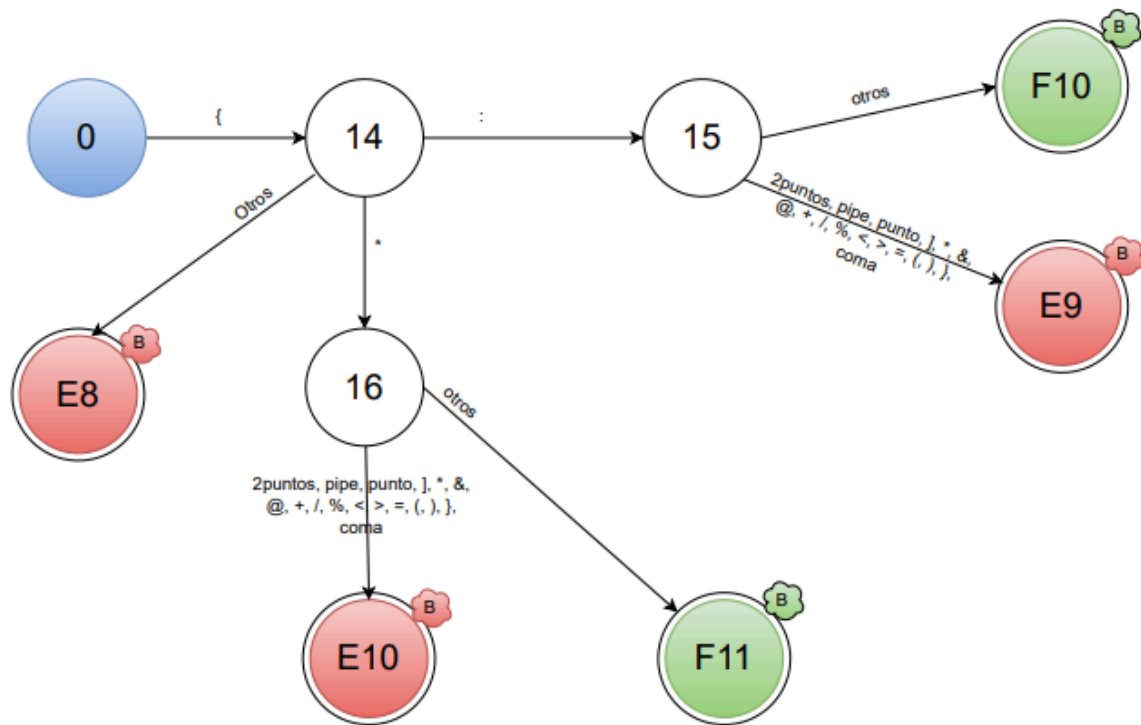 B
F10
0
{
14
:
15
otros
Otros
*
2puntos, pipe, punto, ], *, &,
@, +, /, %, <, >, =, (, ), },
coma
B
E9
B
E8
16
otros
2puntos, pipe, punto, ], *, &,
@, +, /, %, <, >, =, (, ), },
coma
B
E10
B
F11